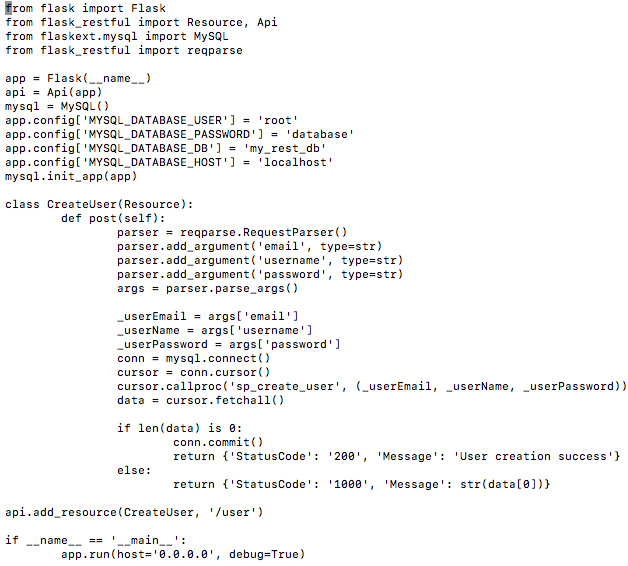 from flask import Flask
from flask_restful import Resource, Api
from flaskext.mysql import MySQL
from flask_restful import reqparse

app = Flask(__name__)
api = Api(app)
mysql = MySQL()
app.config['MYSQL_DATABASE_USER'] = 'root'
app.config['MYSQL_DATABASE_PASSWORD'] = 'database'
app.config['MYSQL_DATABASE_DB'] = 'my_rest_db'
app.config['MYSQL_DATABASE_HOST'] = 'localhost'
mysql.init_app(app)

class CreateUser(Resource):
        def post(self):
                parser = reqparse.RequestParser()
                parser.add_argument('email', type=str)
                parser.add_argument('username', type=str)
                parser.add_argument('password', type=str)
                args = parser.parse_args()

                _userEmail = args['email']
                _userName = args['username']
                _userPassword = args['password']
                conn = mysql.connect()
                cursor = conn.cursor()
                cursor.callproc('sp_create_user', (_userEmail, _userName, _userPassword))
                data = cursor.fetchall()

                if len(data) is 0:
                        conn.commit()
                        return {'StatusCode': '200', 'Message': 'User creation success'}
                else:
                        return {'StatusCode': '1000', 'Message': str(data[0])}

api.add_resource(CreateUser, '/user')

if __name__ == '__main__':
        app.run(host='0.0.0.0', debug=True)